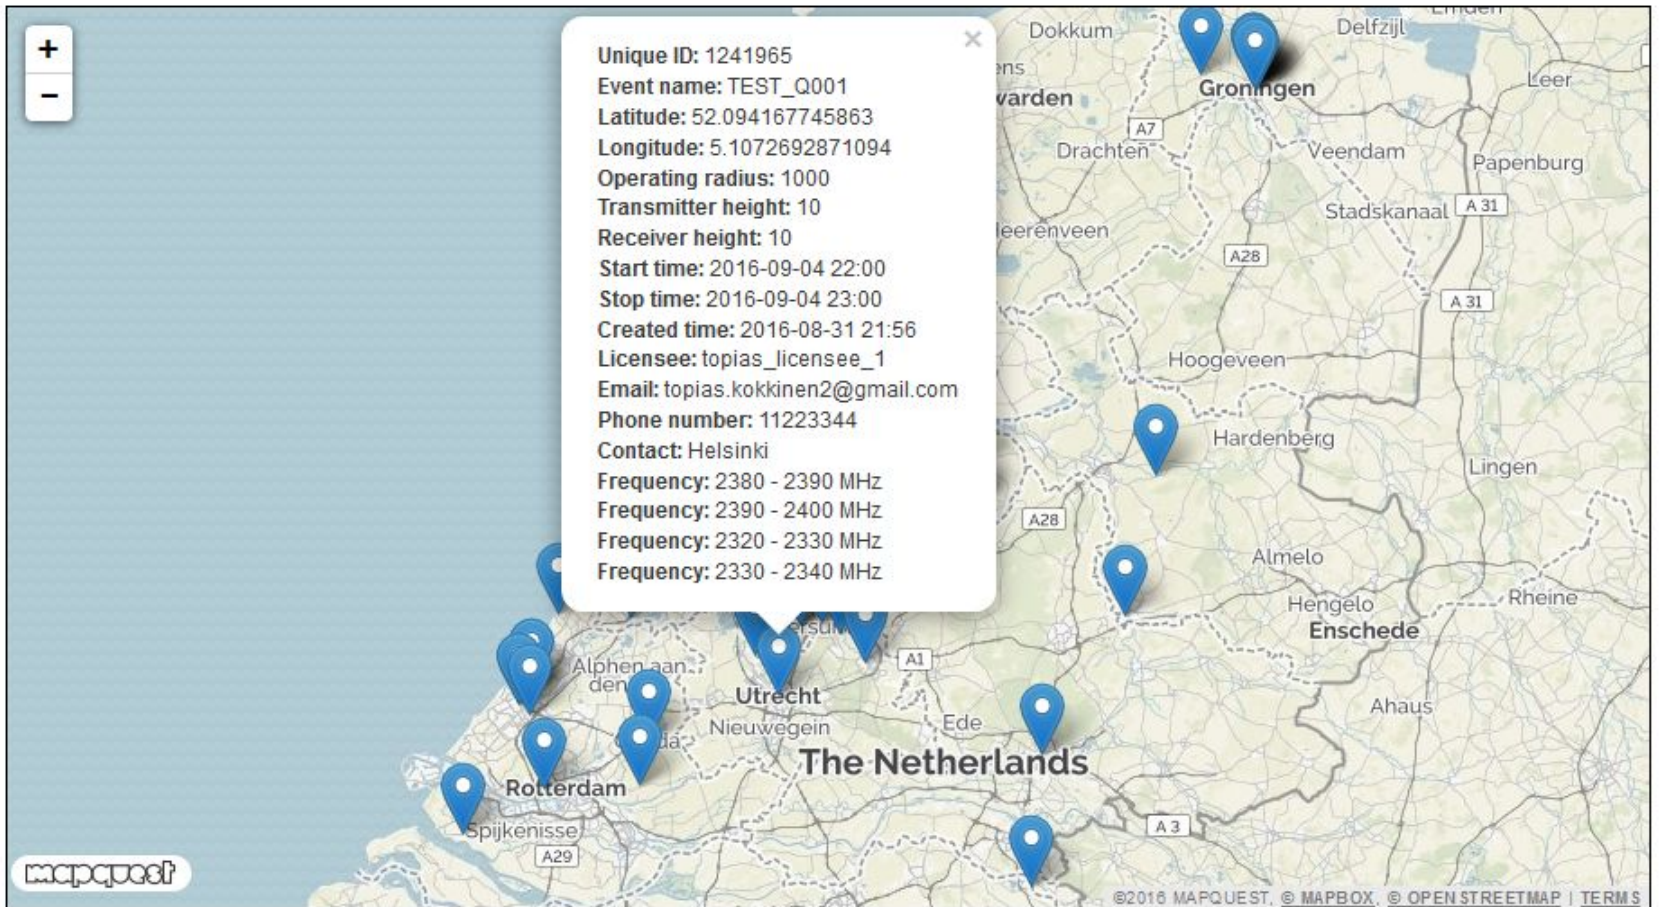 +
−
Unique ID: 1241965
Event name: TEST_Q001
Latitude: 52.094167745863
Longitude: 5.1072692871094
Operating radius: 1000
Transmitter height: 10
Receiver height: 10
Start time: 2016-09-04 22:00
Stop time: 2016-09-04 23:00
Created time: 2016-08-31 21:56
Licensee: topias_licensee_1
Email: topias.kokkinen2@gmail.com
Phone number: 11223344
Contact: Helsinki
Frequency: 2380 - 2390 MHz
Frequency: 2390 - 2400 MHz
Frequency: 2320 - 2330 MHz
Frequency: 2330 - 2340 MHz
×
Dokkum
Delfzijl
Leer
Groningen
A7
Drachten
Veendam
Papenburg
Stadskanaal
A 31
A28
A 31
Hoogeveen
Hardenberg
Lingen
A28
Almelo
Hengelo
Rheine
Enschede
Alphen aan
den
A1
Utrecht
Nieuwegein
Ede
Ahaus
The Netherlands
Rotterdam
Spijkenisse
A 3
A29
mapquest
©2016 MAPQUEST, © MAPBOX, © OPENSTREETMAP | TERMS